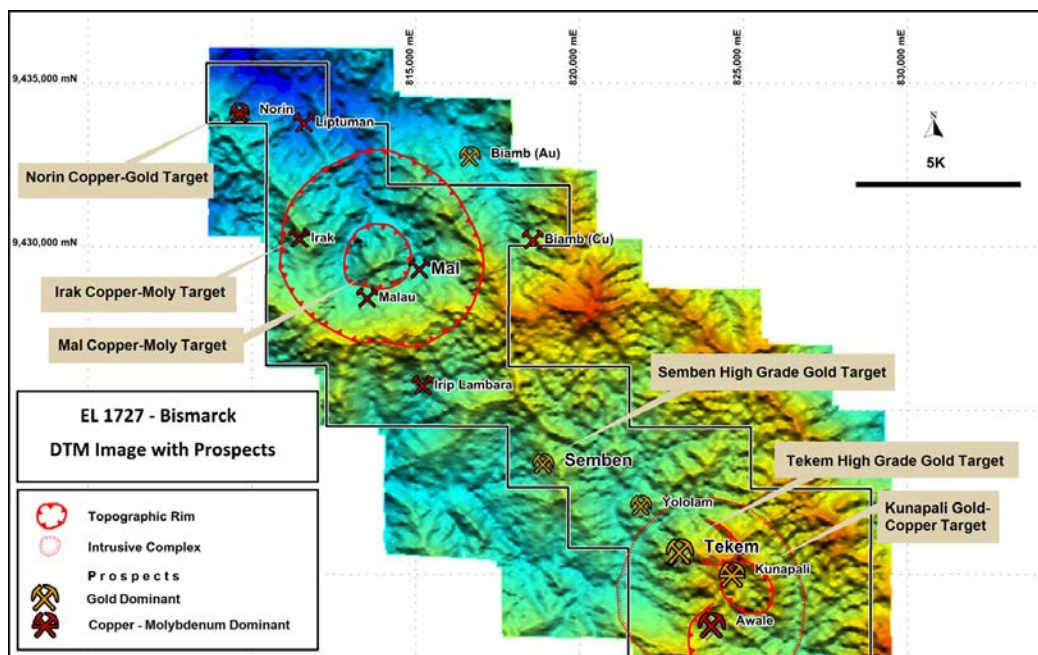 815,000 mE
820,000 mE
825,000 mE
830,000 mE
9,435,000 mN
Norin
Liptuman
Biamb (Au)
5K
Norin Copper-Gold Target
Irak
Biamb (Cu)
9,430,000 mN
Mal
Irak Copper-Moly Target
Malau
Mal Copper-Moly Target
Semben High Grade Gold Target
Irip Lambara
EL 1727 - Bismarck
DTM Image with Prospects
Semben
Tekem High Grade Gold Target
Yololam
Kunapali Gold-
Copper Target
Topographic Rim
Intrusive Complex
Tekem
Kunapali
Prospects
Gold Dominant
Awale
Copper - Molybdenum Dominant